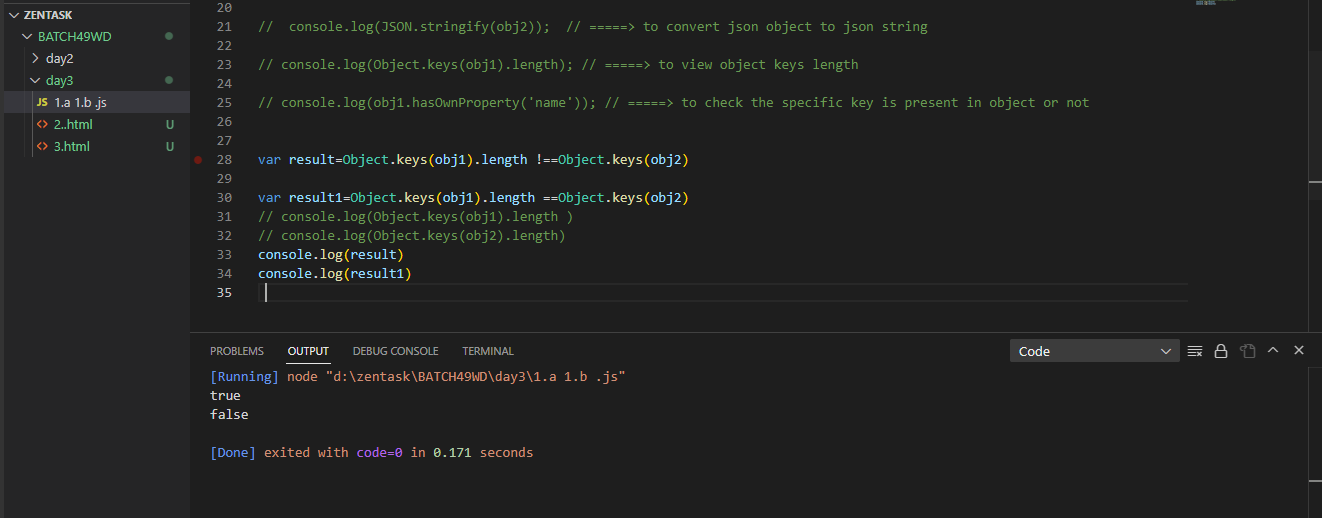 ZENTASK
BATCH49WD
day2
day3
JS 1.a 1.b .js
<> 2..html U
<> 3.html U
20
21 //  console.log(JSON.stringify(obj2));  // =====> to convert json object to json string
22
23 // console.log(Object.keys(obj1).length); // =====> to view object keys length
24
25 // console.log(obj1.hasOwnProperty('name')); // =====> to check the specific key is present in object or not
26
27
28 var result=Object.keys(obj1).length !==Object.keys(obj2)
29
30 var result1=Object.keys(obj1).length ==Object.keys(obj2)
31 // console.log(Object.keys(obj1).length )
32 // console.log(Object.keys(obj2).length)
33 console.log(result)
34 console.log(result1)
35
PROBLEMS OUTPUT DEBUG CONSOLE TERMINAL Code
[Running] node "d:\zentask\BATCH49WD\day3\1.a 1.b .js"
true
false
[Done] exited with code=0 in 0.171 seconds